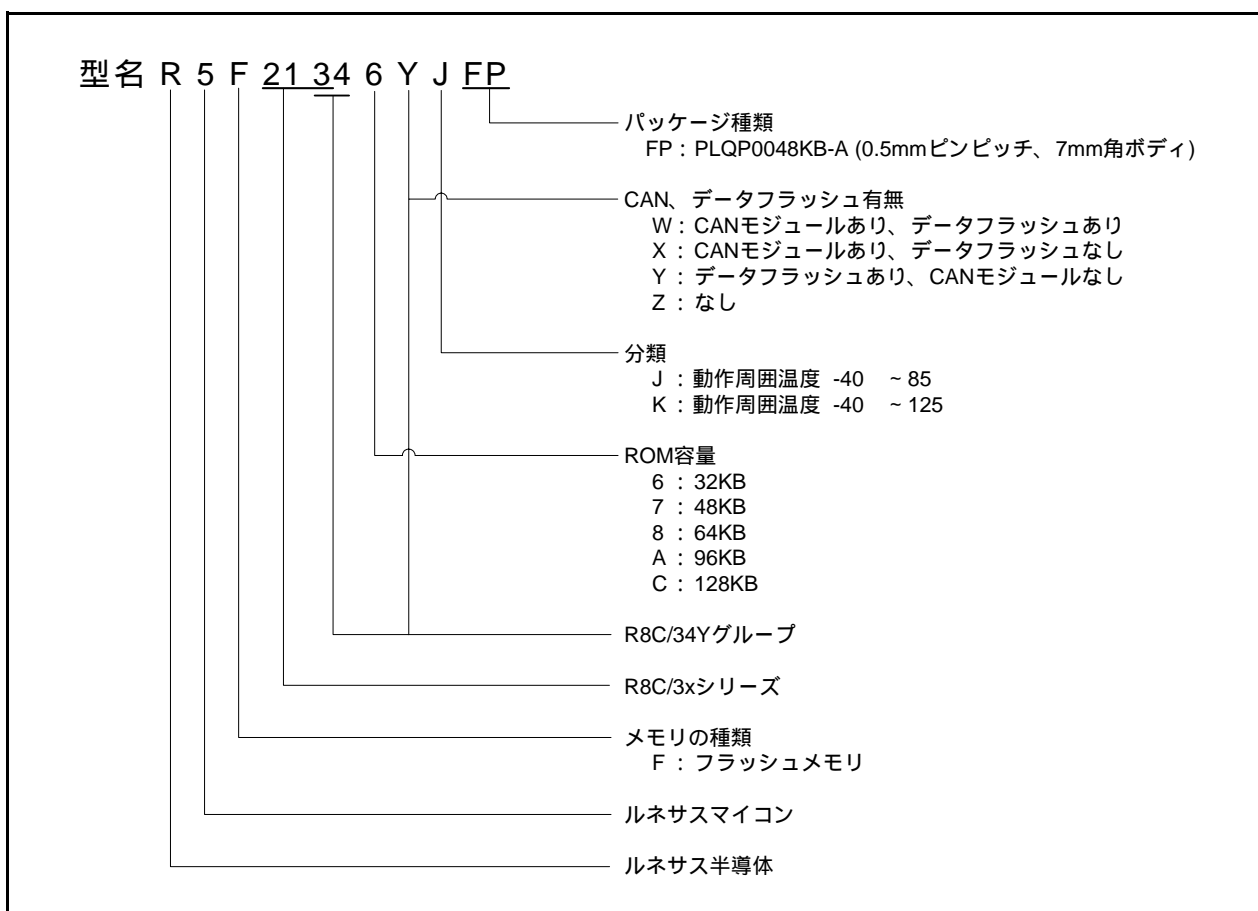 型名 R 5 F 21 34 6 Y J FP
パッケージ種類
FP : PLQP0048KB-A (0.5mmピンピッチ、7mm角ボディ)
CAN、データフラッシュ有無
W : CANモジュールあり、データフラッシュあり
X : CANモジュールあり、データフラッシュなし
Y : データフラッシュあり、CANモジュールなし
Z : なし
分類
J : 動作周囲温度 -40 ~ 85
K : 動作周囲温度 -40 ~ 125
ROM容量
6 : 32KB
7 : 48KB
8 : 64KB
A : 96KB
C : 128KB
R8C/34Yグループ
R8C/3xシリーズ
メモリの種類
F : フラッシュメモリ
ルネサスマイコン
ルネサス半導体